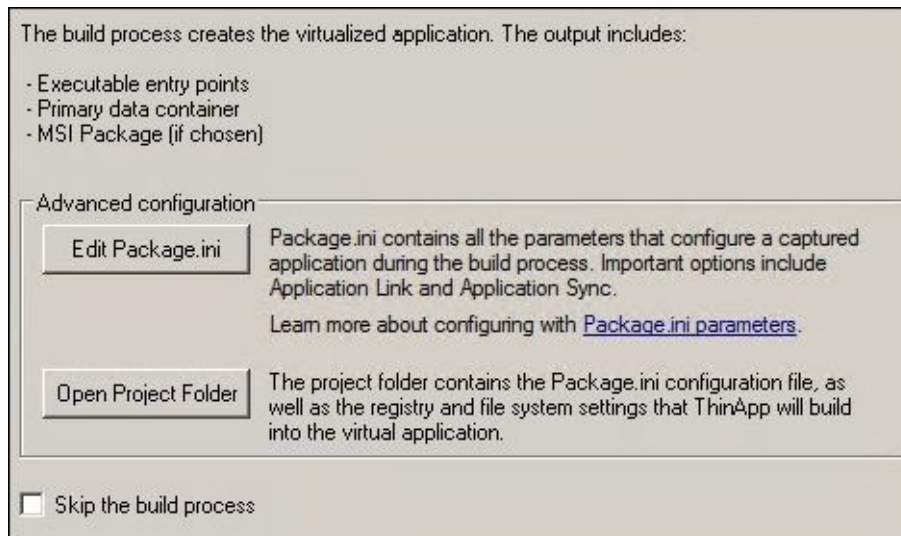 The build process creates the virtualized application. The output includes:
- Executable entry points
- Primary data container
- MSI Package (if chosen)
Advanced configuration
Edit Package.ini
Package.ini contains all the parameters that configure a captured
application during the build process. Important options include
Application Link and Application Sync.
Learn more about configuring with Package.ini parameters.
Open Project Folder
The project folder contains the Package.ini configuration file, as
well as the registry and file system settings that ThinApp will build
into the virtual application.
Skip the build process